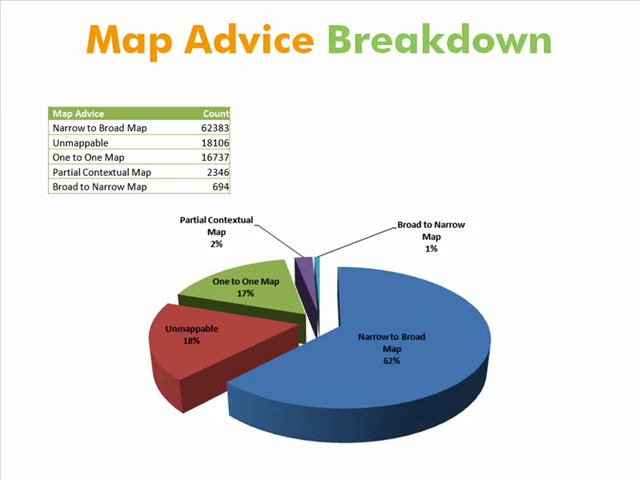 Map Advice Breakdown
Map Advice Count
Narrow to Broad Map 62383
Unmappable 18106
One to One Map 16737
Partial Contextual Map 2346
Broad to Narrow Map 694
Partial Contextual
Map
2%
Broad to Narrow
Map
1%
One to One Map
17%
Unmappable
18%
Narrow to Broad
Map
62%